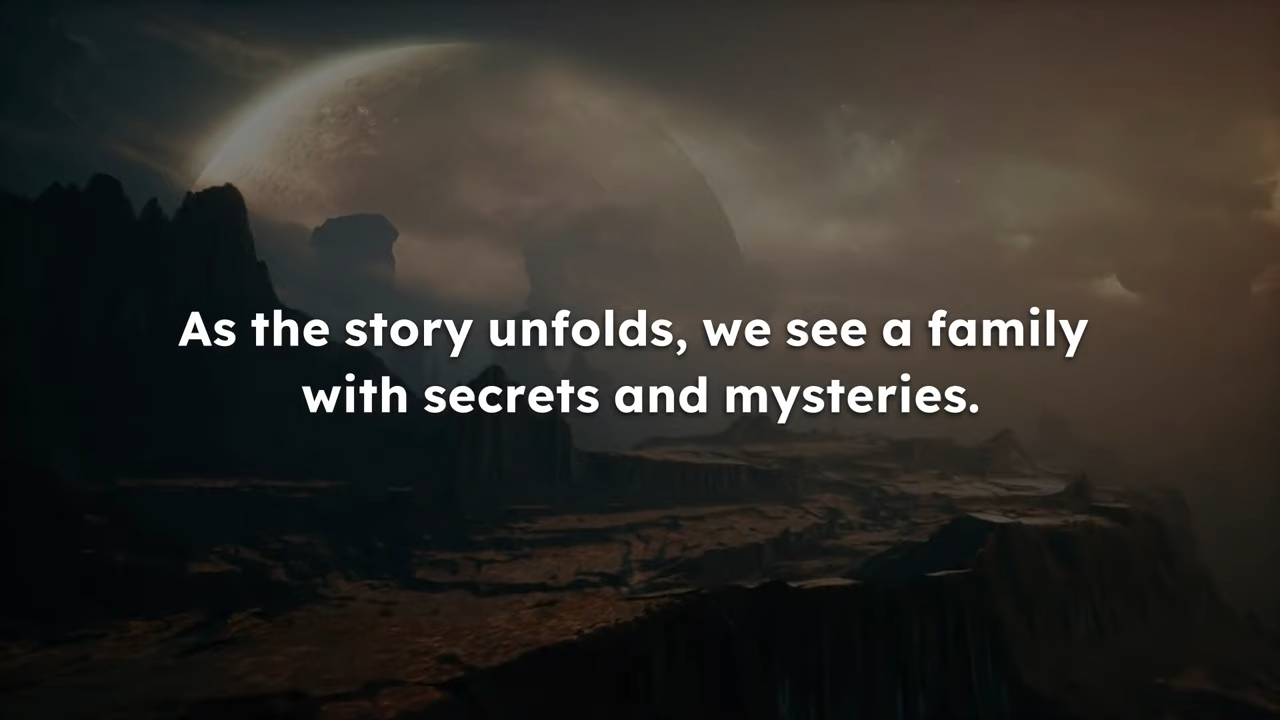 As the story unfolds, we see a family
with secrets and mysteries.